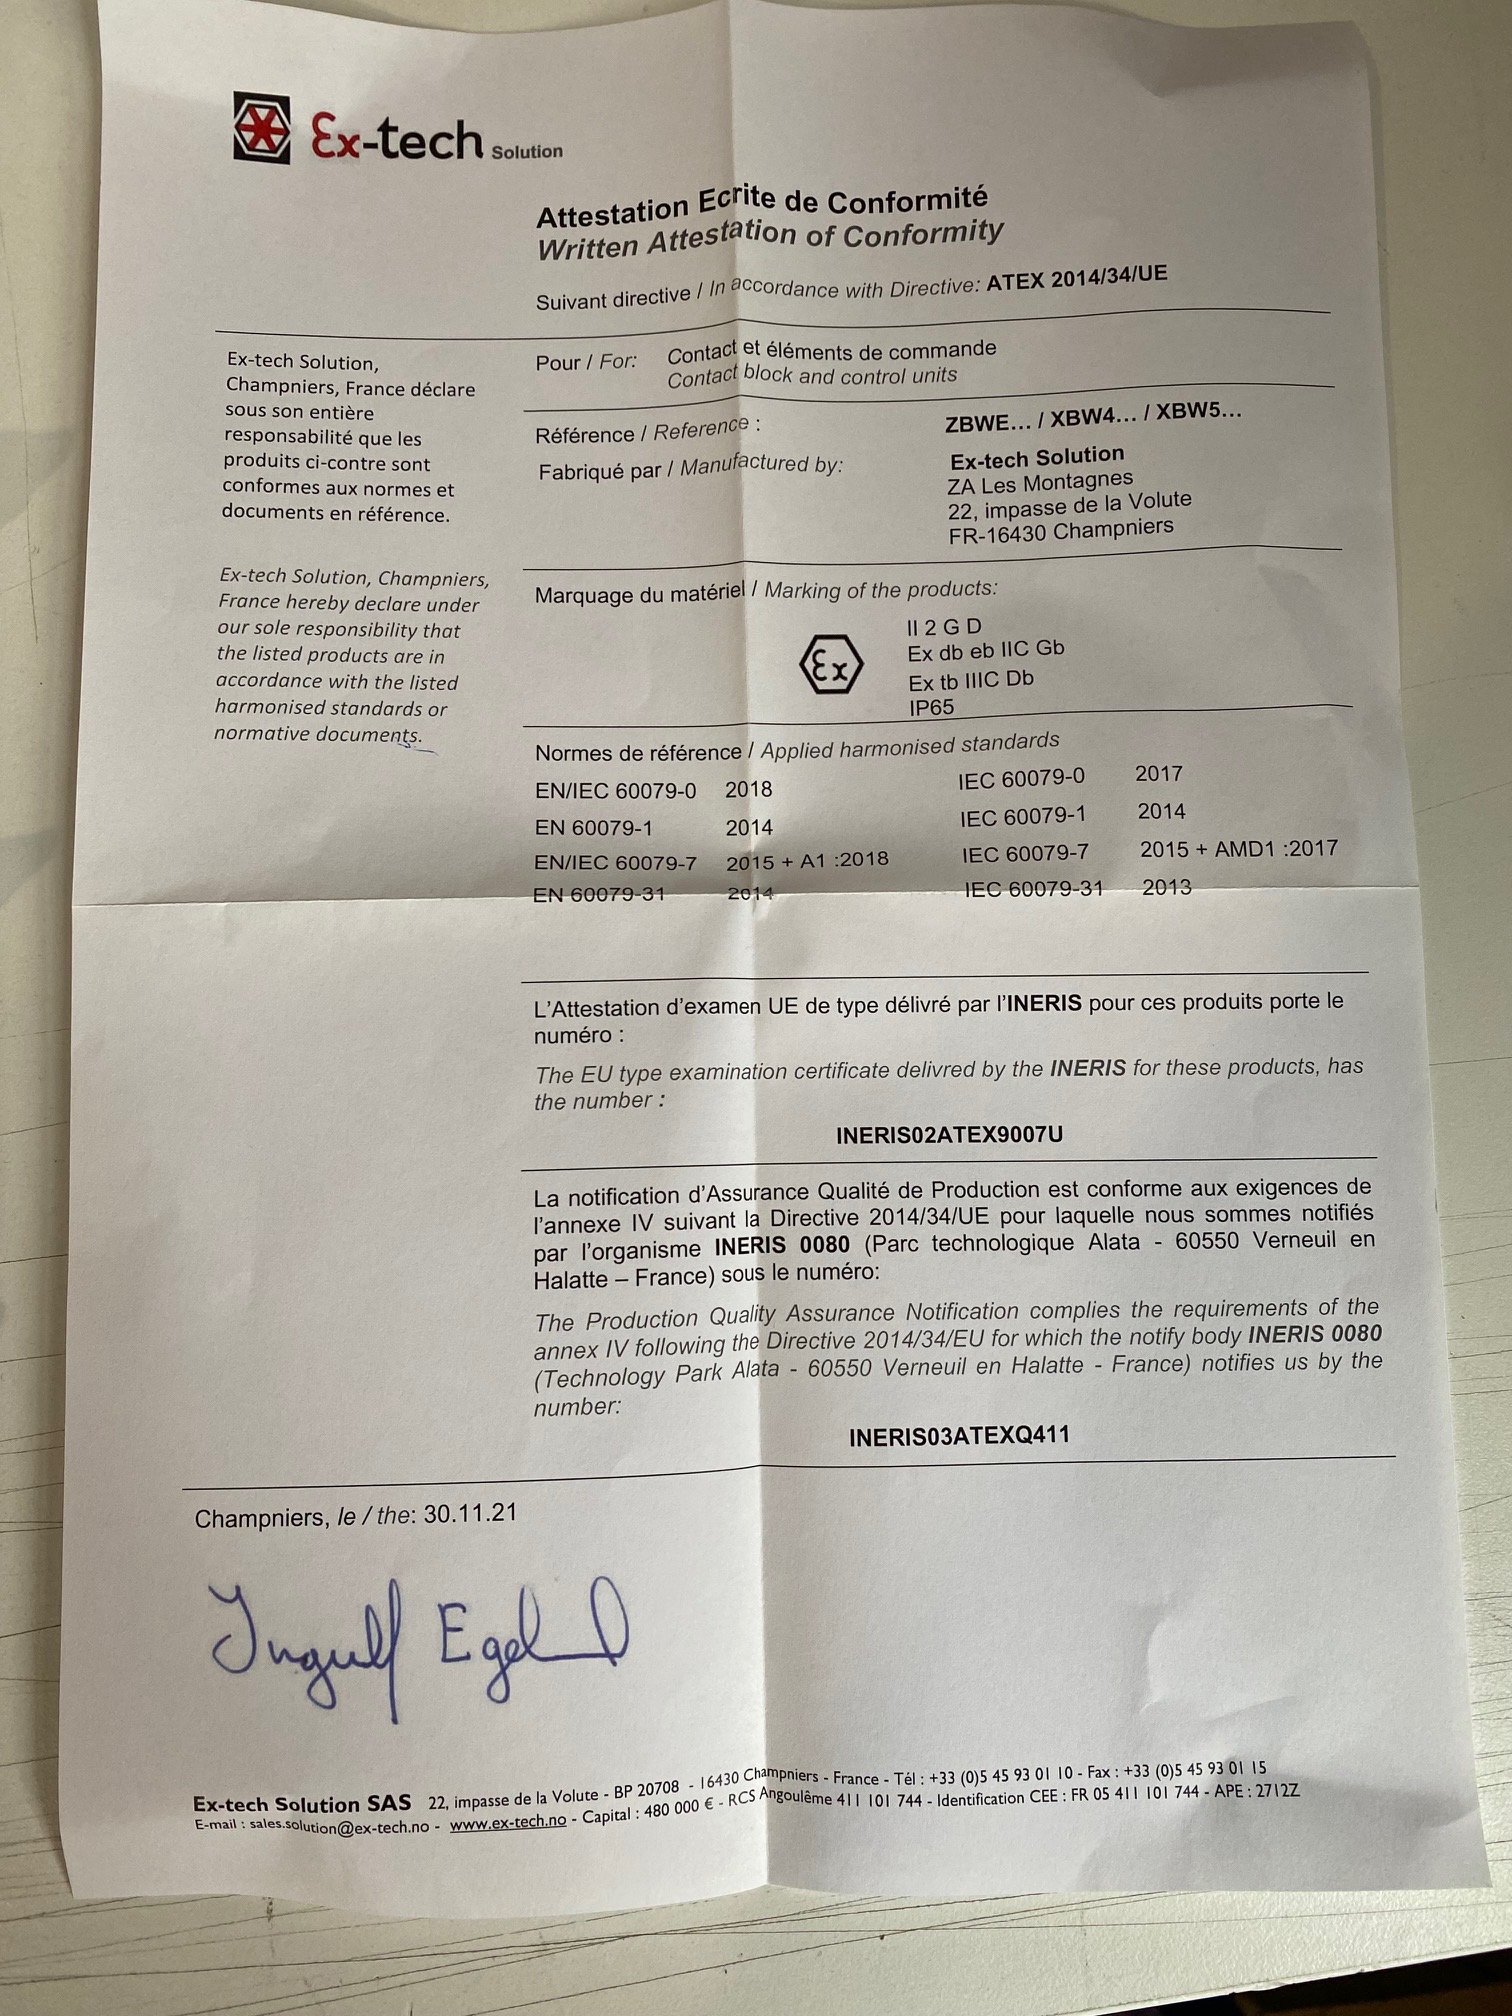 Ex-tech Solution
Attestation Ecrite de Conformité
Written Attestation of Conformity
Suivant directive / In accordance with Directive: ATEX 2014/34/UE
Ex-tech Solution,
Champniers, France déclare
sous son entière
responsabilité que les
produits ci-contre sont
conformes aux normes et
documents en référence.
Ex-tech Solution, Champniers,
France hereby declare under
our sole responsibility that
the listed products are in
accordance with the listed
harmonised standards or
normative documents.
Pour / For: Contact et éléments de commande
Contact block and control units
Référence / Reference : ZBWE... / XBW4... / XBW5...
Fabriqué par / Manufactured by: Ex-tech Solution
ZA Les Montagnes
22, impasse de la Volute
FR-16430 Champniers
Marquage du matériel / Marking of the products:
Ex
II 2 G D
Ex db eb IIC Gb
Ex tb IIIC Db
IP65
Normes de référence / Applied harmonised standards
EN/IEC 60079-0 2018 IEC 60079-0 2017
EN 60079-1 2014 IEC 60079-1 2014
EN/IEC 60079-7 2015 + A1 :2018 IEC 60079-7 2015 + AMD1 :2017
EN 60079-31 2014 IEC 60079-31 2013
L'Attestation d'examen UE de type délivré par l'INERIS pour ces produits porte le
numéro :
The EU type examination certificate delivred by the INERIS for these products, has
the number :
INERIS02ATEX9007U
La notification d'Assurance Qualité de Production est conforme aux exigences de
l'annexe IV suivant la Directive 2014/34/UE pour laquelle nous sommes notifiés
par l'organisme INERIS 0080 (Parc technologique Alata - 60550 Verneuil en
Halatte – France) sous le numéro:
The Production Quality Assurance Notification complies the requirements of the
annex IV following the Directive 2014/34/EU for which the notify body INERIS 0080
(Technology Park Alata - 60550 Verneuil en Halatte - France) notifies us by the
number:
INERIS03ATEXQ411
Champniers, le / the: 30.11.21
Ingulf
Ex-tech Solution SAS 22, impasse de la Volute - BP 20708 - 16430 Champniers - France - Tél : +33 (0)5 45 93 01 10 - Fax : +33 (0)5 45 93 01 15
E-mail : sales.solution@ex-tech.no - www.ex-tech.no - Capital : 480 000 € - RCS Angoulême 411 101 744 - Identification CEE : FR 05 411 101 744 - APE : 2712Z